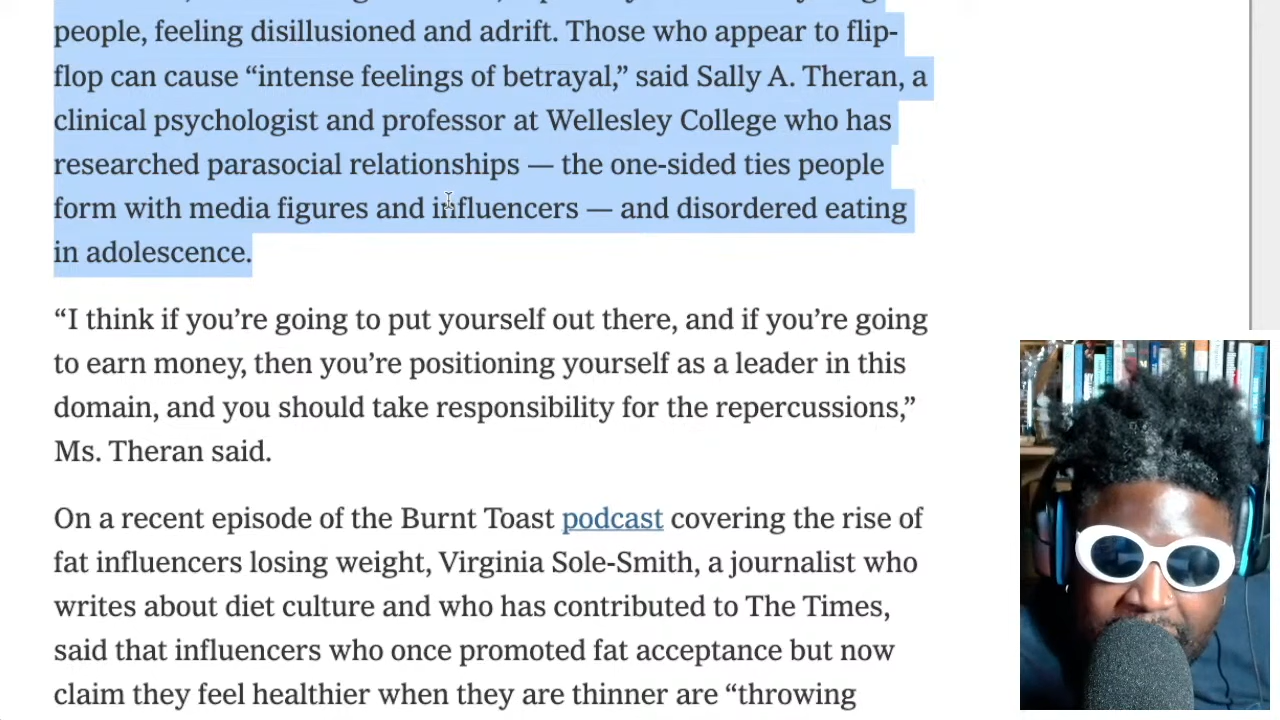 people, feeling disillusioned and adrift. Those who appear to flip-
flop can cause “intense feelings of betrayal,” said Sally A. Theran, a
clinical psychologist and professor at Wellesley College who has
researched parasocial relationships — the one-sided ties people
form with media figures and influencers — and disordered eating
in adolescence.
“I think if you’re going to put yourself out there, and if you’re going
to earn money, then you’re positioning yourself as a leader in this
domain, and you should take responsibility for the repercussions,”
Ms. Theran said.
On a recent episode of the Burnt Toast podcast covering the rise of
fat influencers losing weight, Virginia Sole-Smith, a journalist who
writes about diet culture and who has contributed to The Times,
said that influencers who once promoted fat acceptance but now
claim they feel healthier when they are thinner are “throwing